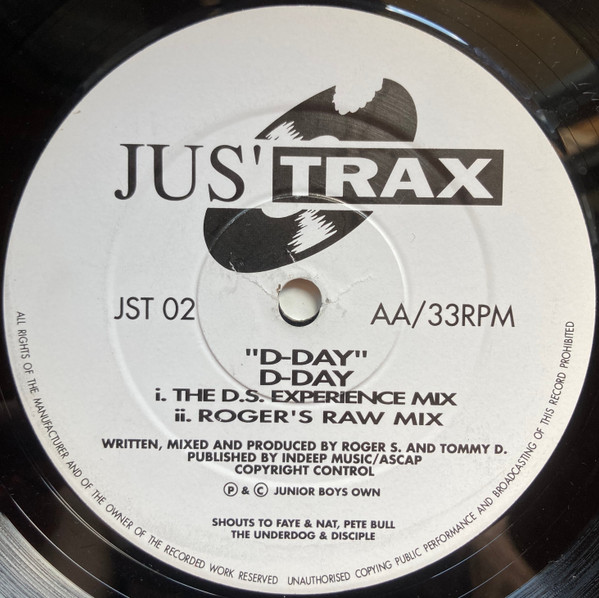 JUS' TRAX
JST 02
AA/33RPM
"D-DAY"
D-DAY
i. THE D.S. EXPERIENCE MIX
ii. ROGER'S RAW MIX
WRITTEN, MIXED AND PRODUCED BY ROGER S. AND TOMMY D.
PUBLISHED BY INDEEP MUSIC/ASCAP
COPYRIGHT CONTROL
Ⓟ & © JUNIOR BOYS OWN
SHOUTS TO FAYE & NAT, PETE BULL
THE UNDERDOG & DISCIPLE
ALL RIGHTS OF THE MANUFACTURER AND OF THE OWNER OF THE RECORDED WORK RESERVED UNAUTHORISED COPYING PUBLIC PERFORMANCE AND BROADCASTING OF THIS RECORD PROHIBITED